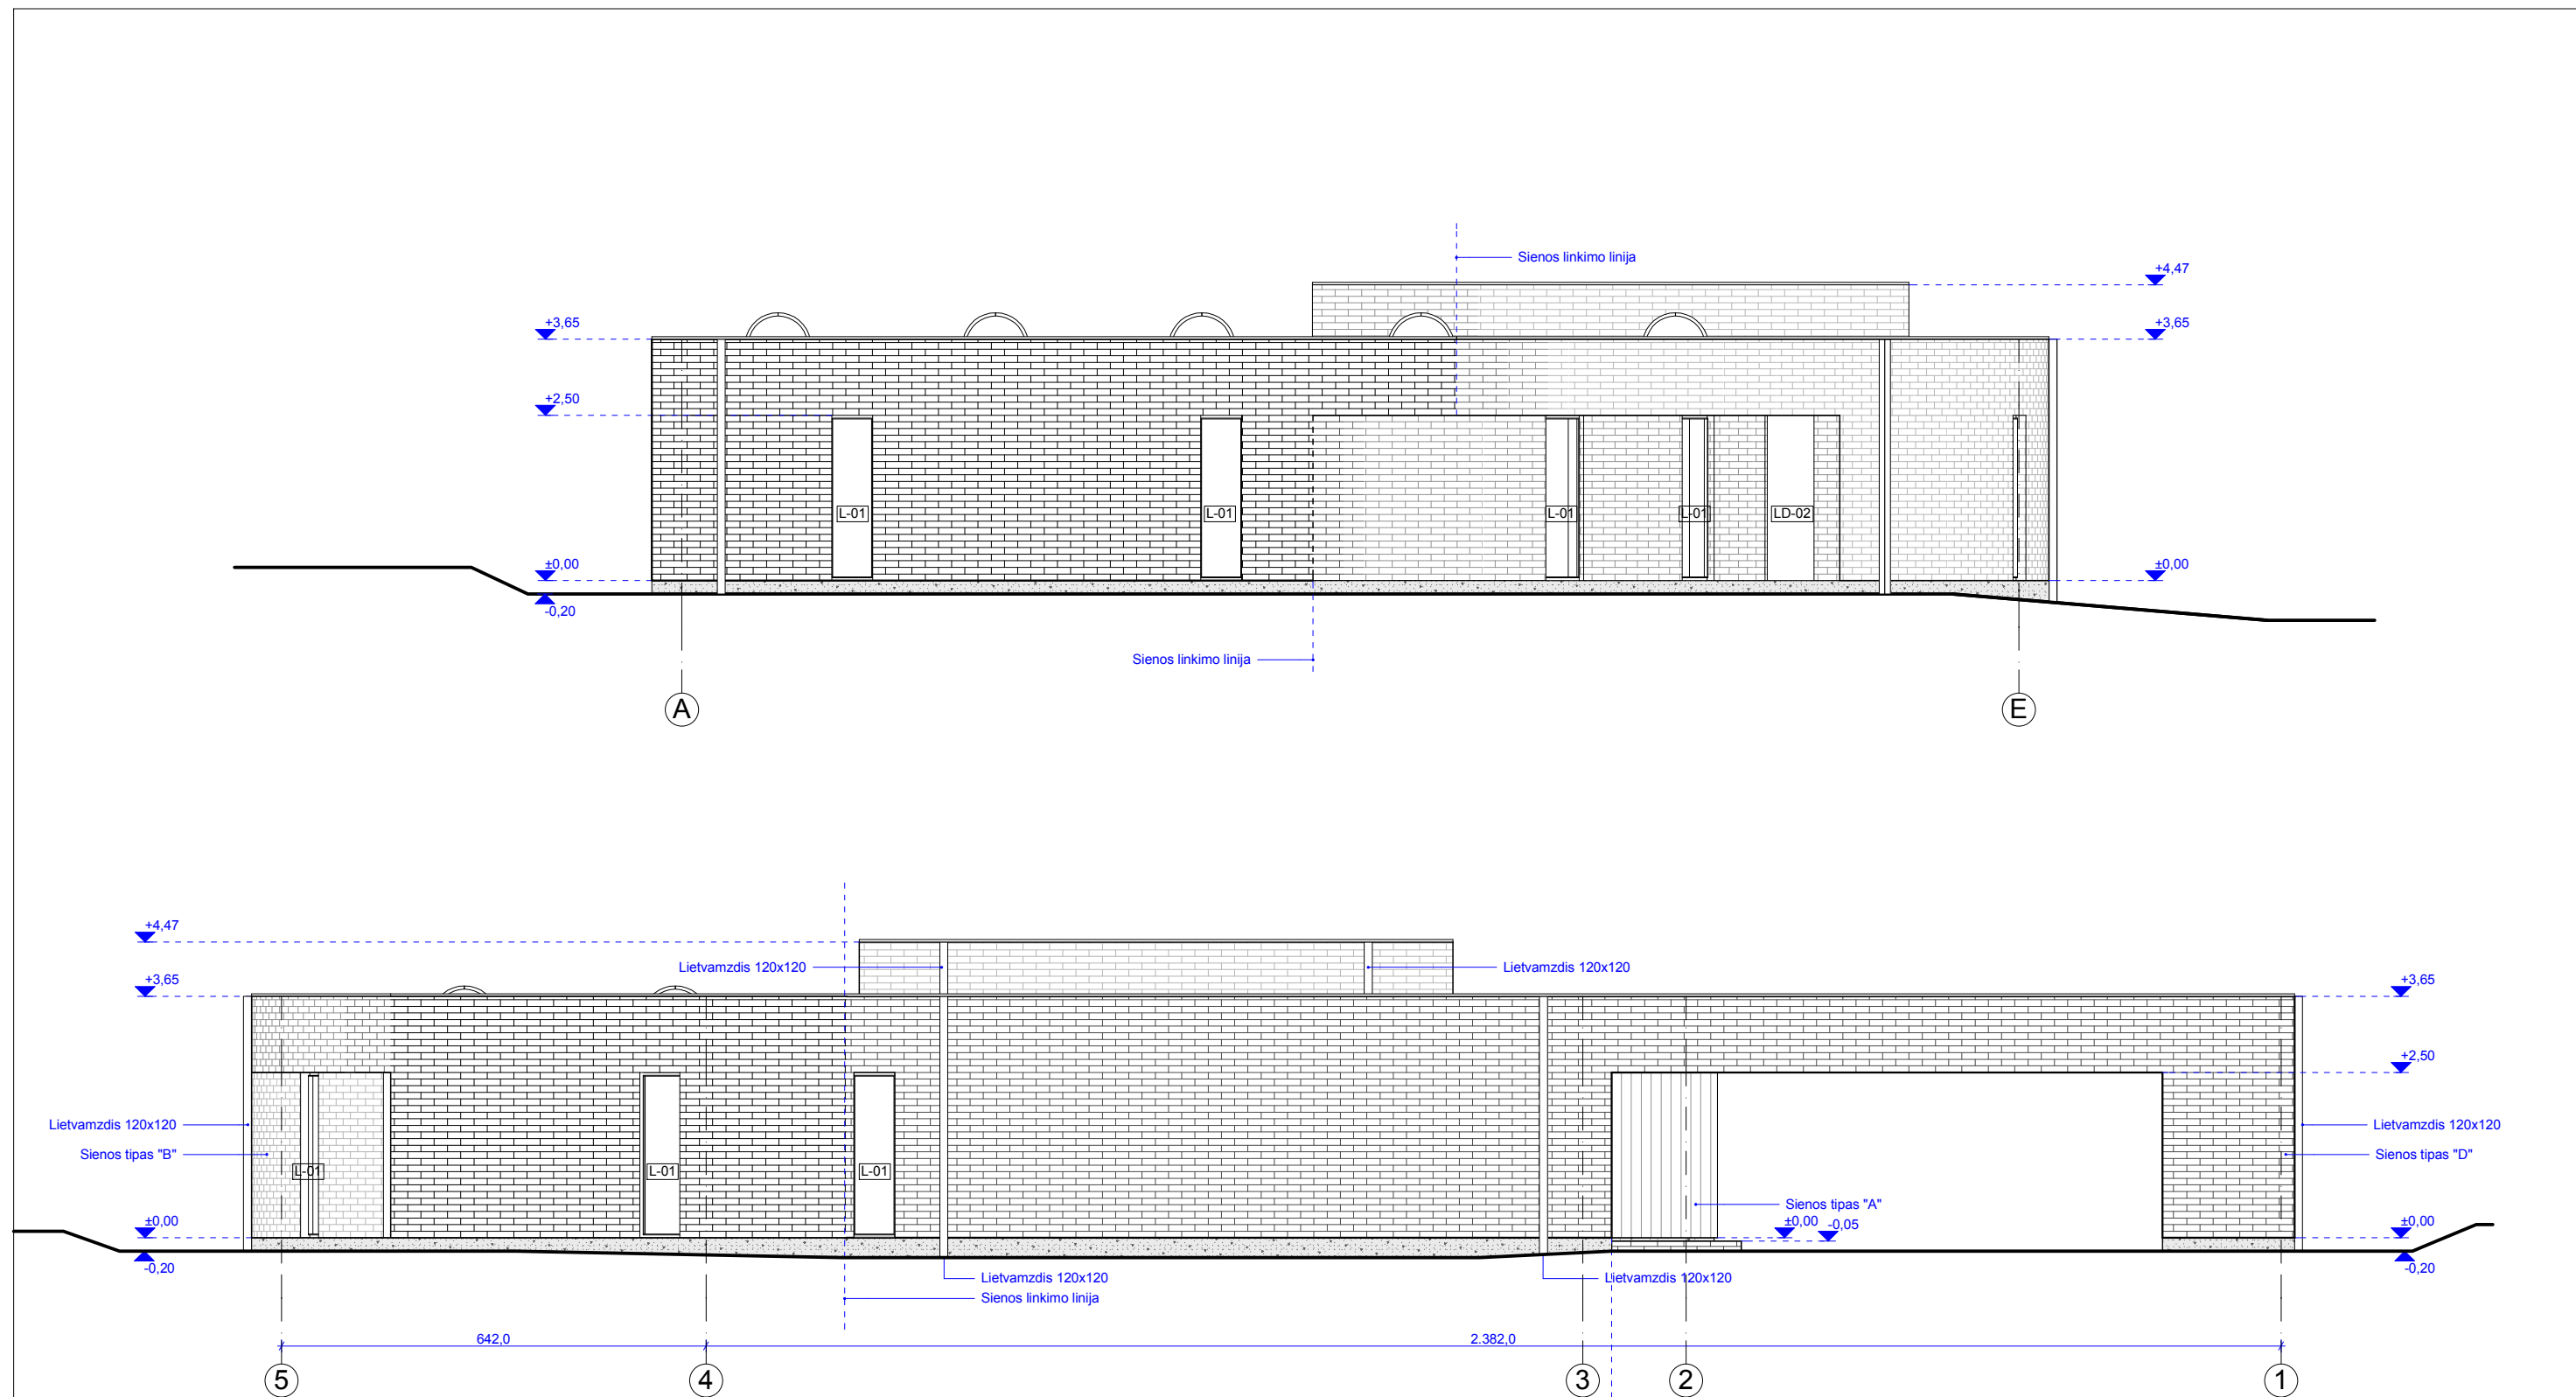 Sienos linkimo linija
+4,47
+3,65
+3,65
+2,50
L-01
L-01
L-01
L-01
LD-02
±0,00
±0,00
-0,20
Sienos linkimo linija
A
E
+4,47
Lietvamzdis 120x120
Lietvamzdis 120x120
+3,65
+3,65
+2,50
Lietvamzdis 120x120
Lietvamzdis 120x120
Sienos tipas "B"
Sienos tipas "D"
L-01
L-01
L-01
Sienos tipas "A"
±0,00
±0,00
-0,05
±0,00
-0,20
-0,20
Lietvamzdis 120x120
Lietvamzdis 120x120
Sienos linkimo linija
642,0
2.382,0
5
4
3
2
1